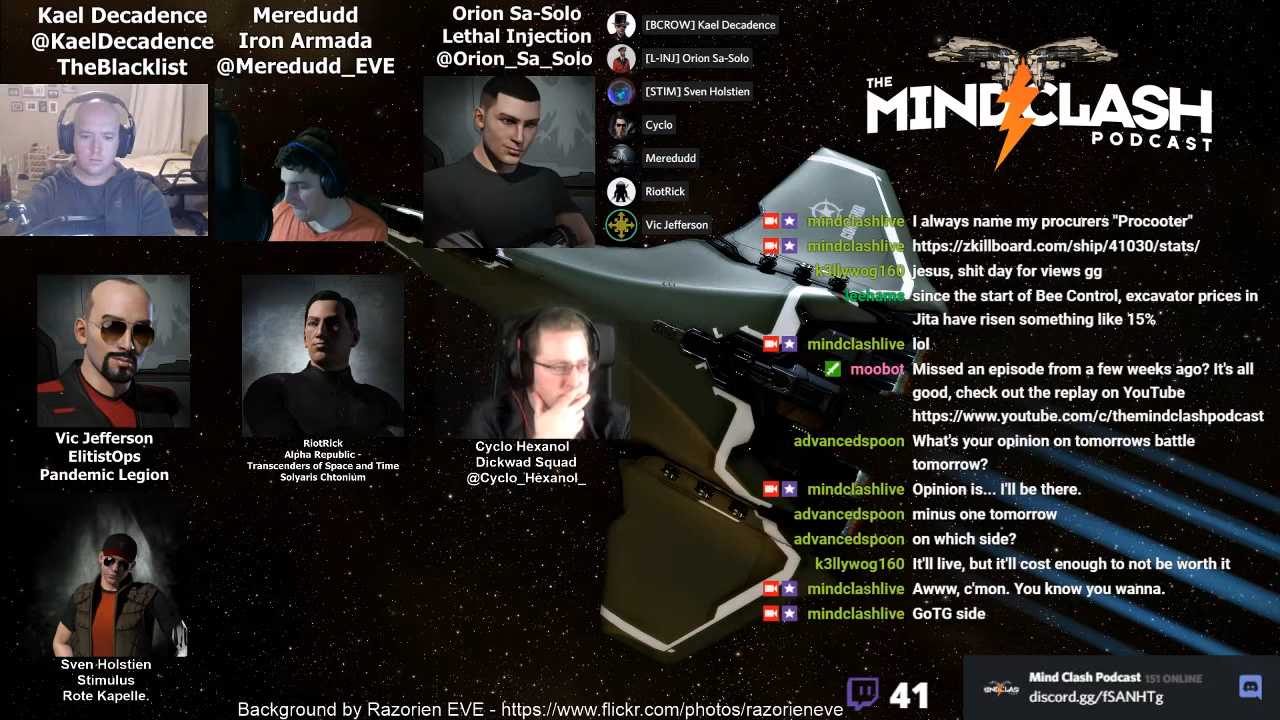 Kael Decadence
@KaelDecadence
TheBlacklist
Meredudd
Iron Armada
@Meredudd_EVE
Orion Sa-Solo
Lethal Injection
@Orion_Sa_Solo
[BCROW] Kael Decadence
[L-INJ] Orion Sa-Solo
[STIM] Sven Holstien
Cyclo
Meredudd
RiotRick
Vic Jefferson
THE
MIND CLASH
PODCAST
mindclashlive I always name my procurers "Procooter"
mindclashlive https://zkillboard.com/ship/41030/stats/
k3llywog160 jesus, shit day for views gg
leehams since the start of Bee Control, excavator prices in
Jita have risen something like 15%
mindclashlive lol
moobot Missed an episode from a few weeks ago? It's all
good, check out the replay on YouTube
https://www.youtube.com/c/themindclashpodcast
advancedspoon What's your opinion on tomorrows battle
tomorrow?
mindclashlive Opinion is... I'll be there.
advancedspoon minus one tomorrow
advancedspoon on which side?
k3llywog160 It'll live, but it'll cost enough to not be worth it
mindclashlive Awww, c'mon. You know you wanna.
mindclashlive GoTG side
Vic Jefferson
ElitistOps
Pandemic Legion
RiotRick
Alpha Republic -
Transcenders of Space and Time
Solyaris Chtonium
Cyclo Hexanol
Dickwad Squad
@Cyclo_Hexanol_
Sven Holstien
Stimulus
Rote Kapelle.
41
Mind Clash Podcast 151 ONLINE
discord.gg/fSANHTg
Background by Razorien EVE - https://www.flickr.com/photos/razorieneve